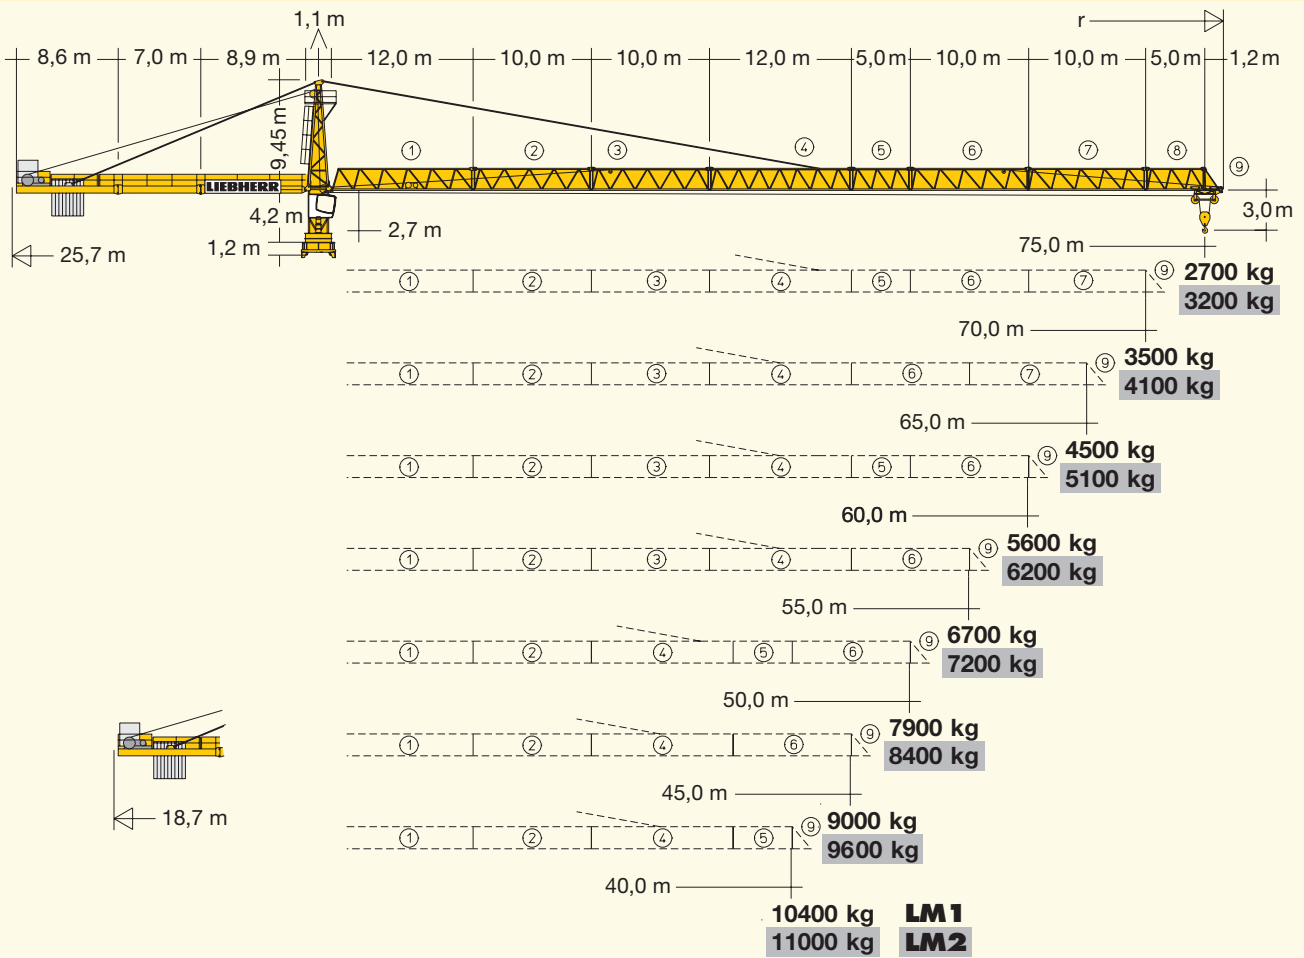 1,1 m
r
8,6 m 7,0 m 8,9 m 12,0 m 10,0 m 10,0 m 12,0 m 5,0 m 10,0 m 10,0 m 5,0 m 1,2 m
9,45 m
① ② ③ ④ ⑤ ⑥ ⑦ ⑧ ⑨
LIEBHERR
4,2 m
2,7 m
3,0 m
1,2 m
25,7 m
75,0 m
① ② ③ ④ ⑤ ⑥ ⑦ ⑨ 2700 kg
3200 kg
70,0 m
① ② ③ ④ ⑥ ⑦ ⑨ 3500 kg
4100 kg
65,0 m
① ② ③ ④ ⑤ ⑥ ⑨ 4500 kg
5100 kg
60,0 m
① ② ③ ④ ⑥ ⑨ 5600 kg
6200 kg
55,0 m
① ② ④ ⑤ ⑥ ⑨ 6700 kg
7200 kg
50,0 m
① ② ④ ⑥ ⑨ 7900 kg
8400 kg
45,0 m
18,7 m
① ② ④ ⑤ ⑨ 9000 kg
9600 kg
40,0 m
10400 kg LM1
11000 kg LM2